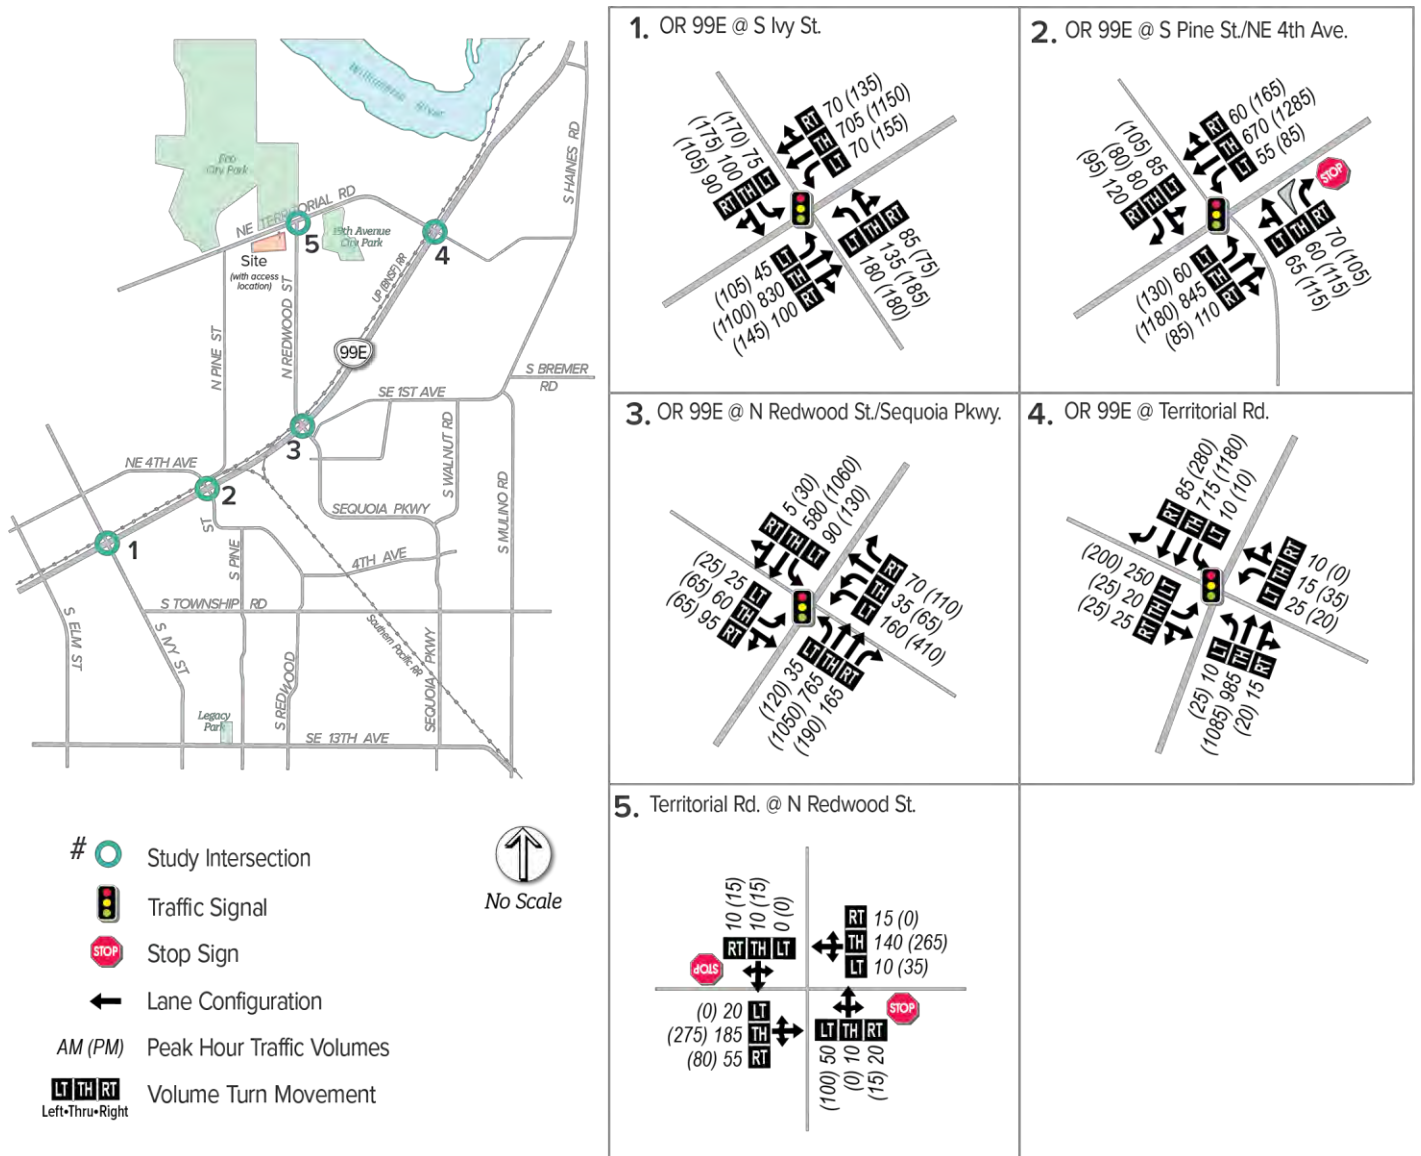 Willamette River
Eco
City Park
S HAINES RD
NE TERRITORIAL RD
19th Avenue
City Park
5
4
Site
(with access
location)
UP (BNSF) RR
N REDWOOD ST
N PINE ST
99E
S BREMER
RD
SE 1ST AVE
3
S WALNUT RD
NE 4TH AVE
2
S MULINO RD
SEQUOIA PKWY
ST
1
S PINE
4TH AVE
S TOWNSHIP RD
S ELM ST
S IVY ST
Southern Pacific RR
SEQUOIA PKWY
S REDWOOD
Legacy
Park
SE 13TH AVE
# Study Intersection
Traffic Signal
STOP Stop Sign
Lane Configuration
AM (PM) Peak Hour Traffic Volumes
LT TH RT Volume Turn Movement
Left•Thru•Right
No Scale
1. OR 99E @ S Ivy St.
RT 70 (135)
TH 705 (1150)
LT 70 (155)
(170) 75 LT
(175) 100 TH
(105) 90 RT
(105) 45 LT
(1100) 830 TH
(145) 100 RT
RT 85 (75)
TH 135 (185)
LT 180 (180)
2. OR 99E @ S Pine St./NE 4th Ave.
RT 60 (165)
TH 670 (1285)
LT 55 (85)
(105) 85 LT
(80) 80 TH
(95) 120 RT
STOP
(130) 60 LT
(1180) 845 TH
(85) 110 RT
RT 70 (105)
TH 60 (115)
LT 65 (115)
3. OR 99E @ N Redwood St./Sequoia Pkwy.
RT 5 (30)
TH 580 (1060)
LT 90 (130)
(25) 25 LT
(65) 60 TH
(65) 95 RT
RT 70 (110)
TH 35 (65)
LT 160 (410)
(120) 35 LT
(1050) 765 TH
(190) 165 RT
4. OR 99E @ Territorial Rd.
RT 85 (280)
TH 715 (1180)
LT 10 (10)
(200) 250 LT
(25) 20 TH
(25) 25 RT
RT 10 (0)
TH 15 (35)
LT 25 (20)
(25) 10 LT
(1085) 985 TH
(20) 15 RT
5. Territorial Rd. @ N Redwood St.
10 (15) RT
10 (15) TH
0 (0) LT
STOP
RT 15 (0)
TH 140 (265)
LT 10 (35)
(0) 20 LT
(275) 185 TH
(80) 55 RT
STOP
LT (100) 50
TH (0) 10
RT (15) 20